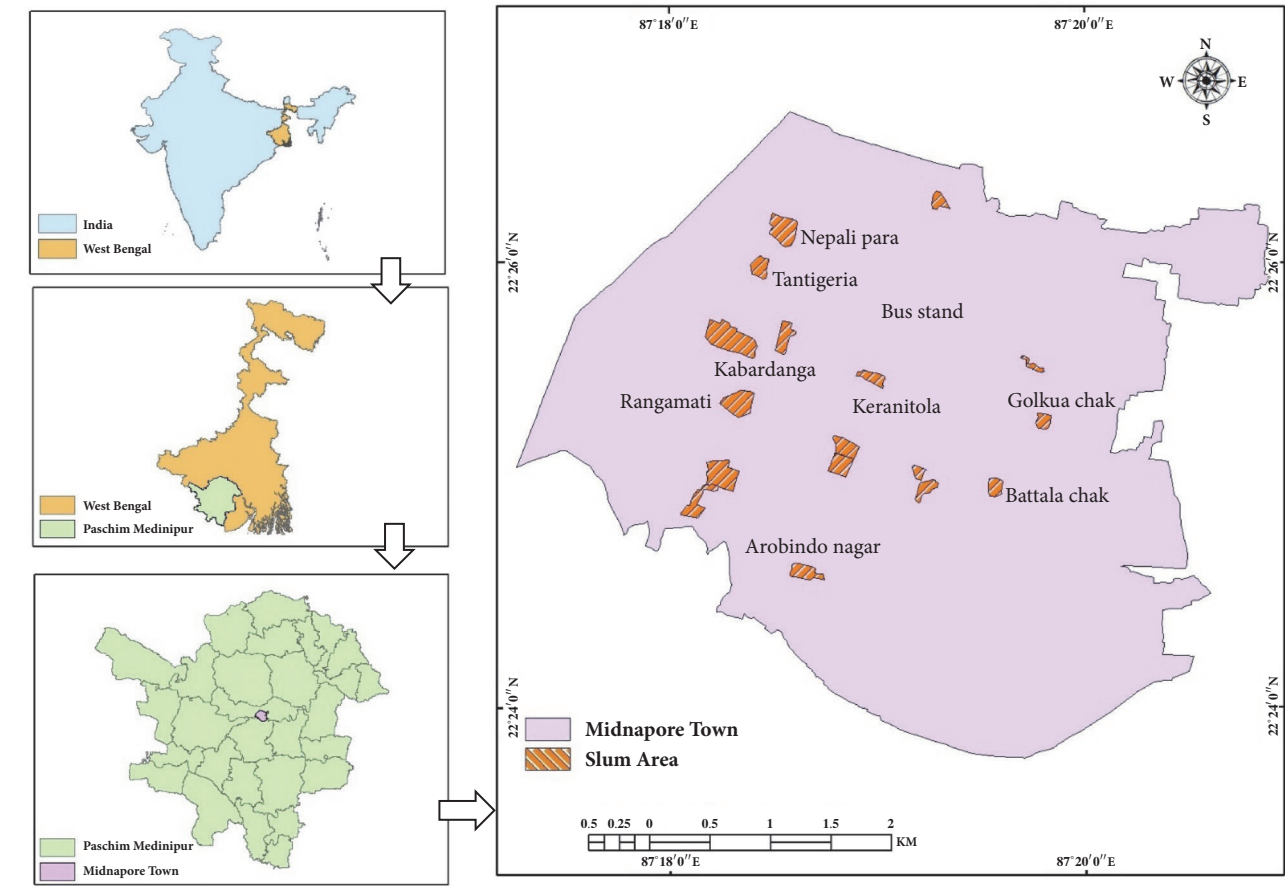 India
West Bengal
West Bengal
Paschim Medinipur
Paschim Medinipur
Midnapore Town
87°18'0"E
87°20'0"E
N
W
E
S
22°26'0"N
22°26'0"N
Nepali para
Tantigeria
Bus stand
Kabardanga
Rangamati
Keranitola
Golkua chak
Battala chak
Arobindo nagar
22°24'0"N
22°24'0"N
Midnapore Town
Slum Area
0.5 0.25 0 0.5 1 1.5 2
KM
87°18'0"E
87°20'0"E